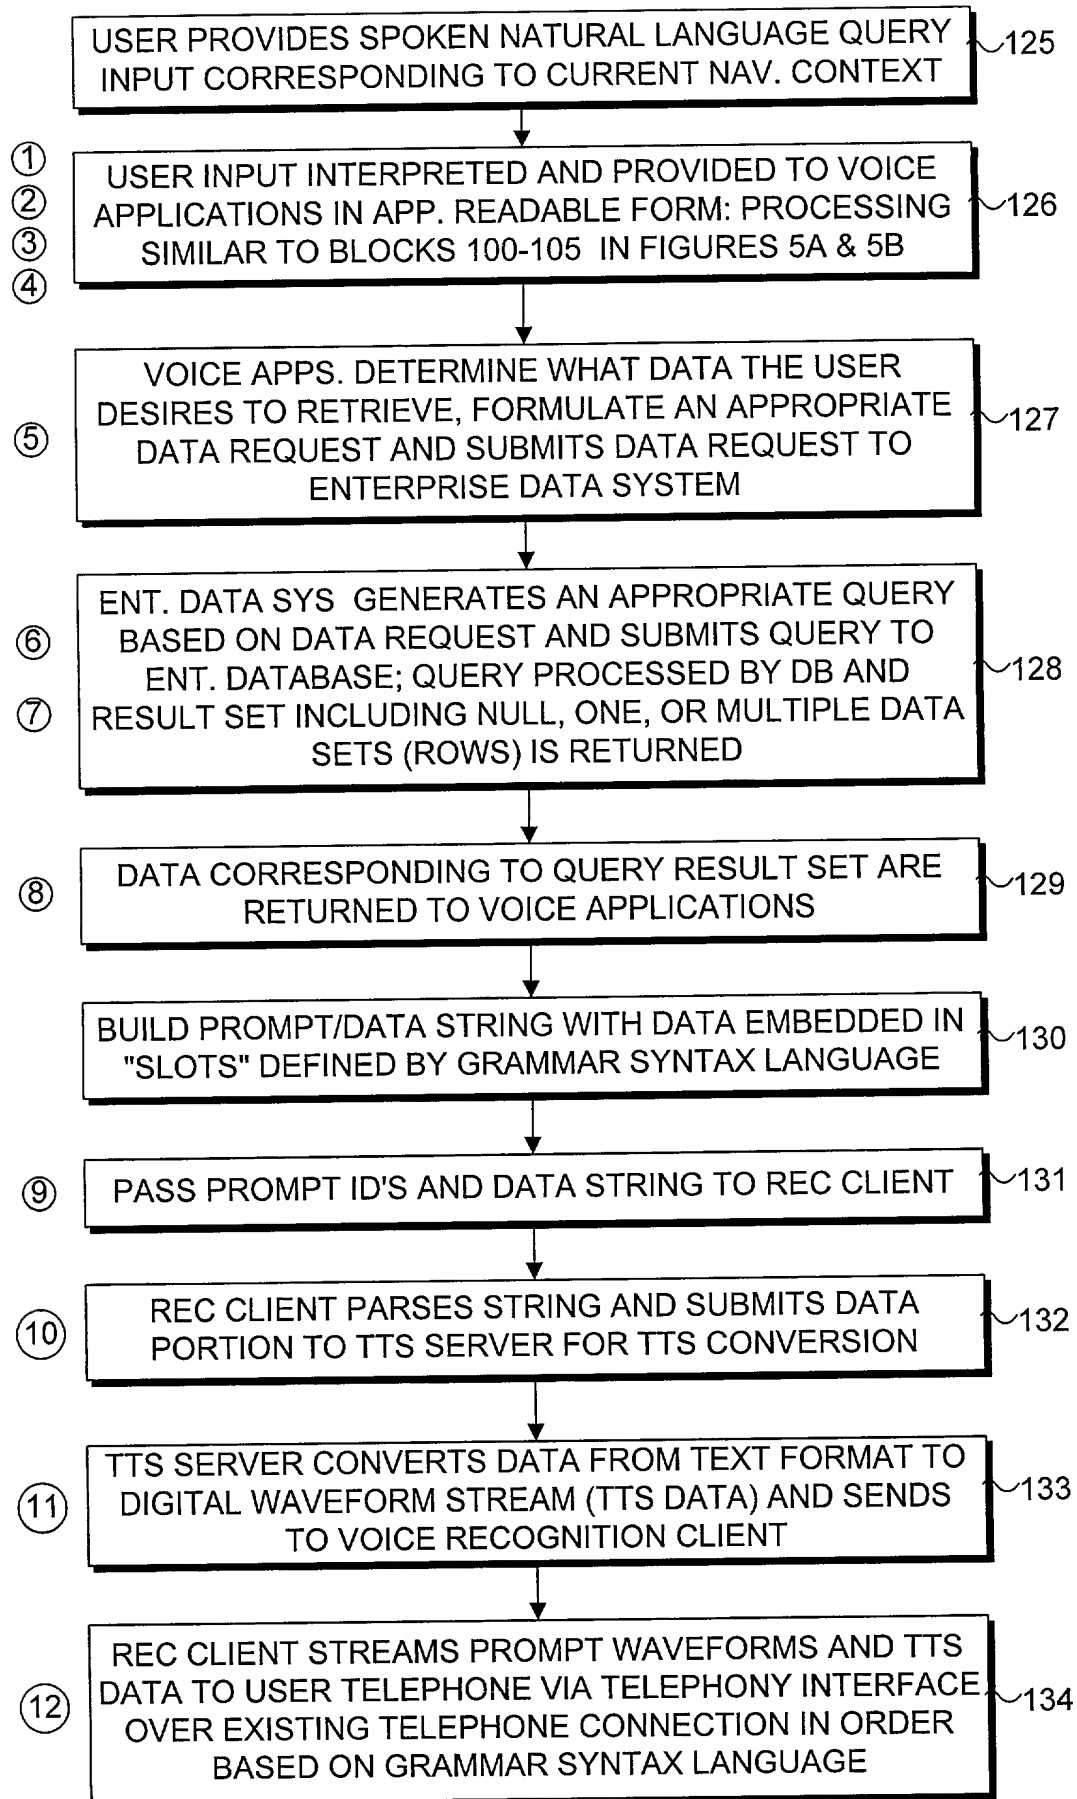 USER PROVIDES SPOKEN NATURAL LANGUAGE QUERY
INPUT CORRESPONDING TO CURRENT NAV. CONTEXT
125
①
②
③
④
USER INPUT INTERPRETED AND PROVIDED TO VOICE
APPLICATIONS IN APP. READABLE FORM: PROCESSING
SIMILAR TO BLOCKS 100-105 IN FIGURES 5A & 5B
126
⑤
VOICE APPS. DETERMINE WHAT DATA THE USER
DESIRES TO RETRIEVE, FORMULATE AN APPROPRIATE
DATA REQUEST AND SUBMITS DATA REQUEST TO
ENTERPRISE DATA SYSTEM
127
⑥
⑦
ENT. DATA SYS GENERATES AN APPROPRIATE QUERY
BASED ON DATA REQUEST AND SUBMITS QUERY TO
ENT. DATABASE; QUERY PROCESSED BY DB AND
RESULT SET INCLUDING NULL, ONE, OR MULTIPLE DATA
SETS (ROWS) IS RETURNED
128
⑧
DATA CORRESPONDING TO QUERY RESULT SET ARE
RETURNED TO VOICE APPLICATIONS
129
BUILD PROMPT/DATA STRING WITH DATA EMBEDDED IN
"SLOTS" DEFINED BY GRAMMAR SYNTAX LANGUAGE
130
⑨
PASS PROMPT ID'S AND DATA STRING TO REC CLIENT
131
⑩
REC CLIENT PARSES STRING AND SUBMITS DATA
PORTION TO TTS SERVER FOR TTS CONVERSION
132
⑪
TTS SERVER CONVERTS DATA FROM TEXT FORMAT TO
DIGITAL WAVEFORM STREAM (TTS DATA) AND SENDS
TO VOICE RECOGNITION CLIENT
133
⑫
REC CLIENT STREAMS PROMPT WAVEFORMS AND TTS
DATA TO USER TELEPHONE VIA TELEPHONY INTERFACE
OVER EXISTING TELEPHONE CONNECTION IN ORDER
BASED ON GRAMMAR SYNTAX LANGUAGE
134